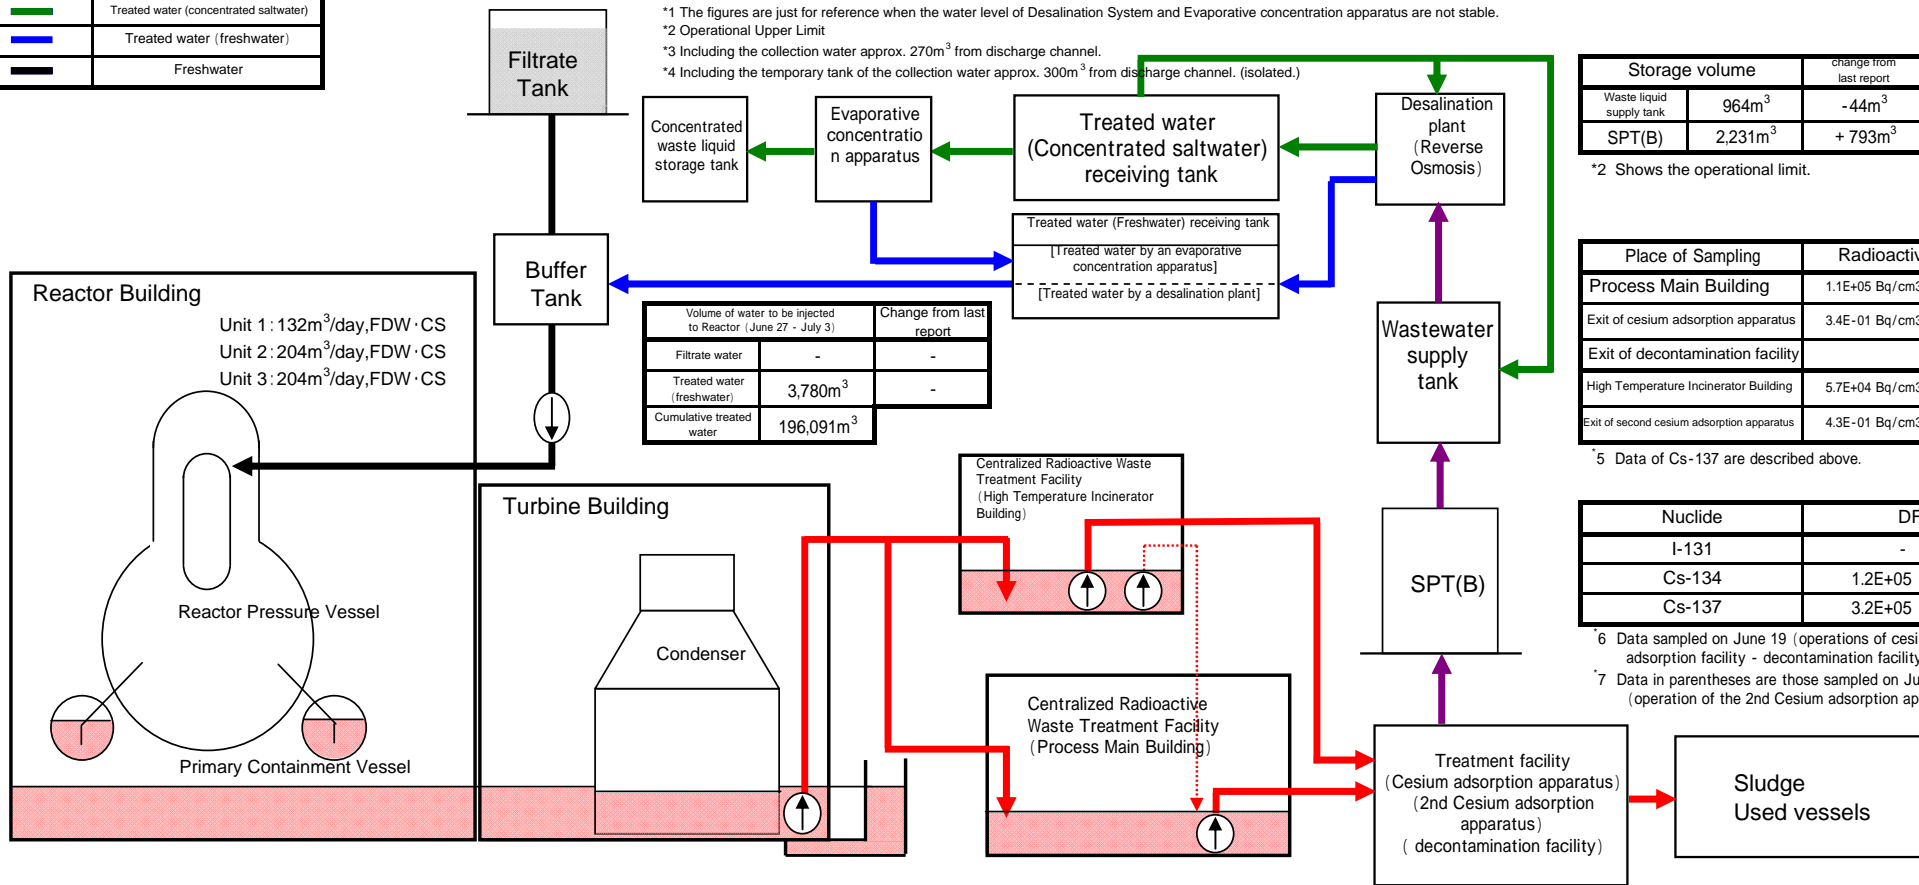 Treated water (concentrated saltwater)
Treated water (freshwater)
Freshwater
*1 The figures are just for reference when the water level of Desalination System and Evaporative concentration apparatus are not stable.
*2 Operational Upper Limit
*3 Including the collection water approx. 270m3 from discharge channel.
*4 Including the temporary tank of the collection water approx. 300m3 from discharge channel. (isolated.)
Filtrate
Tank
Concentrated
waste liquid
storage tank
Evaporative
concentratio
n apparatus
Treated water
(Concentrated saltwater)
receiving tank
Desalination
plant
(Reverse
Osmosis)
Storage volume
change from
last report
Waste liquid
supply tank
964m3
-44m3
SPT(B)
2,231m3
+ 793m3
*2 Shows the operational limit.
Treated water (Freshwater) receiving tank
[Treated water by an evaporative
concentration apparatus]
[Treated water by a desalination plant]
Buffer
Tank
Reactor Building
Unit 1:132m3/day,FDW・CS
Unit 2:204m3/day,FDW・CS
Unit 3:204m3/day,FDW・CS
Volume of water to be injected
to Reactor (June 27 - July 3)
Change from last
report
Filtrate water
-
-
Treated water
(freshwater)
3,780m3
-
Cumulative treated
water
196,091m3
Wastewater
supply
tank
Place of Sampling
Radioactiv
Process Main Building
1.1E+05 Bq/cm3
Exit of cesium adsorption apparatus
3.4E-01 Bq/cm3
Exit of decontamination facility
High Temperature Incinerator Building
5.7E+04 Bq/cm3
Exit of second cesium adsorption apparatus
4.3E-01 Bq/cm3
*5 Data of Cs-137 are described above.
Nuclide
DF
I-131
-
Cs-134
1.2E+05
Cs-137
3.2E+05
*6 Data sampled on June 19 (operations of cesi
adsorption facility - decontamination facility
*7 Data in parentheses are those sampled on Ju
(operation of the 2nd Cesium adsorption ap
Turbine Building
Condenser
Reactor Pressure Vessel
Primary Containment Vessel
Centralized Radioactive Waste
Treatment Facility
(High Temperature Incinerator
Building)
SPT(B)
Centralized Radioactive
Waste Treatment Facility
(Process Main Building)
Treatment facility
(Cesium adsorption apparatus)
(2nd Cesium adsorption
apparatus)
( decontamination facility)
Sludge
Used vessels